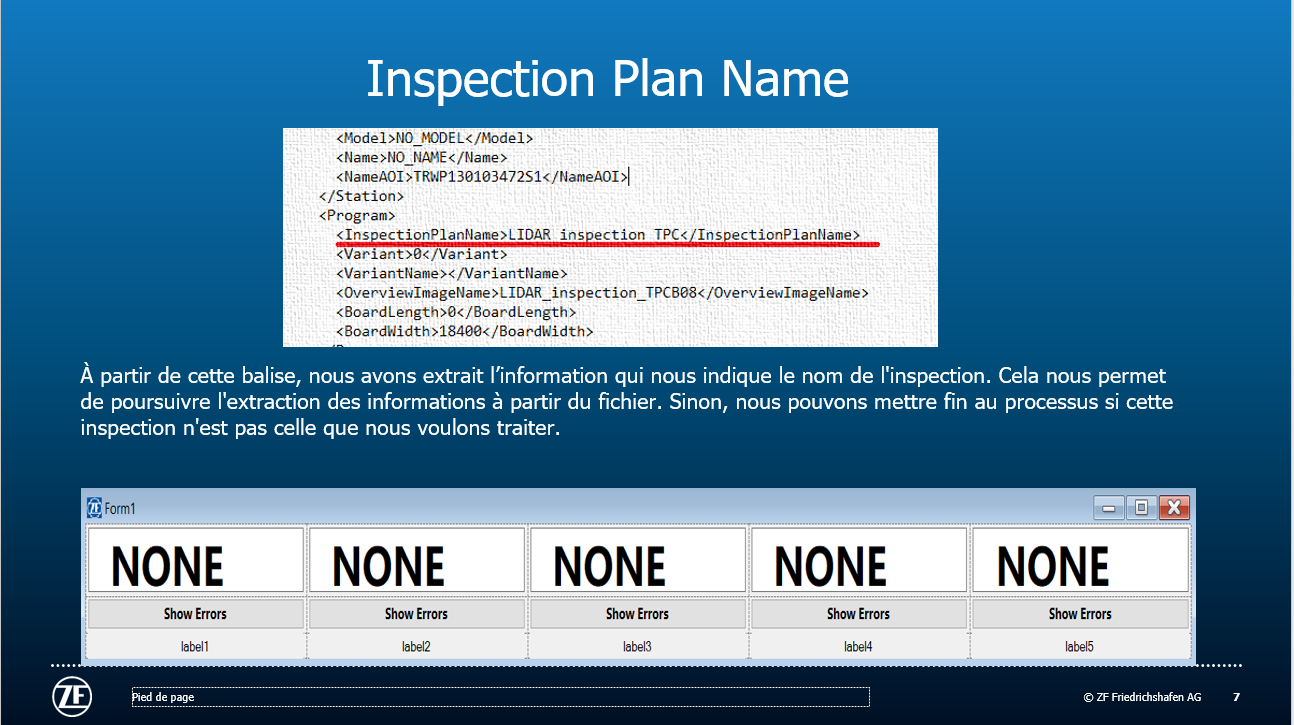 Inspection Plan Name
<Model>NO_MODEL</Model>
<Name>NO_NAME</Name>
<NameAOI>TRWP130103472S1</NameAOI>
</Station>
<Program>
<InspectionPlanName>LIDAR inspection TPC</InspectionPlanName>
<Variant>0</Variant>
<VariantName></VariantName>
<OverviewImageName>LIDAR_inspection_TPCB08</OverviewImageName>
<BoardLength>0</BoardLength>
<BoardWidth>18400</BoardWidth>
À partir de cette balise, nous avons extrait l’information qui nous indique le nom de l'inspection. Cela nous permet
de poursuivre l'extraction des informations à partir du fichier. Sinon, nous pouvons mettre fin au processus si cette
inspection n'est pas celle que nous voulons traiter.
ZF Form1
NONE NONE NONE NONE NONE
Show Errors Show Errors Show Errors Show Errors Show Errors
label1 label2 label3 label4 label5
ZF Pied de page © ZF Friedrichshafen AG 7